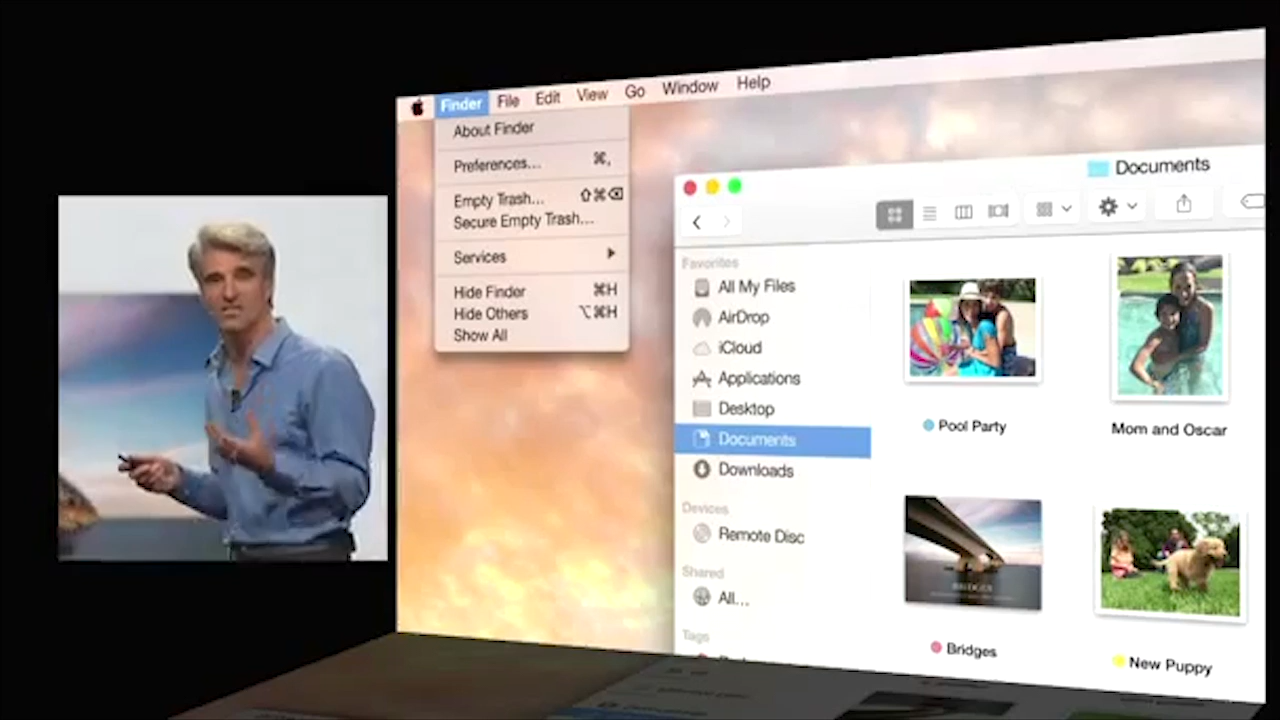 Finder File Edit View Go Window Help
About Finder
Preferences... ⌘,
Empty Trash... ⇧⌘⌫
Secure Empty Trash...
Services
Hide Finder ⌘H
Hide Others ⌥⌘H
Show All
Documents
Favorites
All My Files
AirDrop
iCloud
Applications
Desktop
Documents
Downloads
Devices
Remote Disc
Shared
All...
Tags
Pool Party
Mom and Oscar
BRIDGES
Bridges
New Puppy